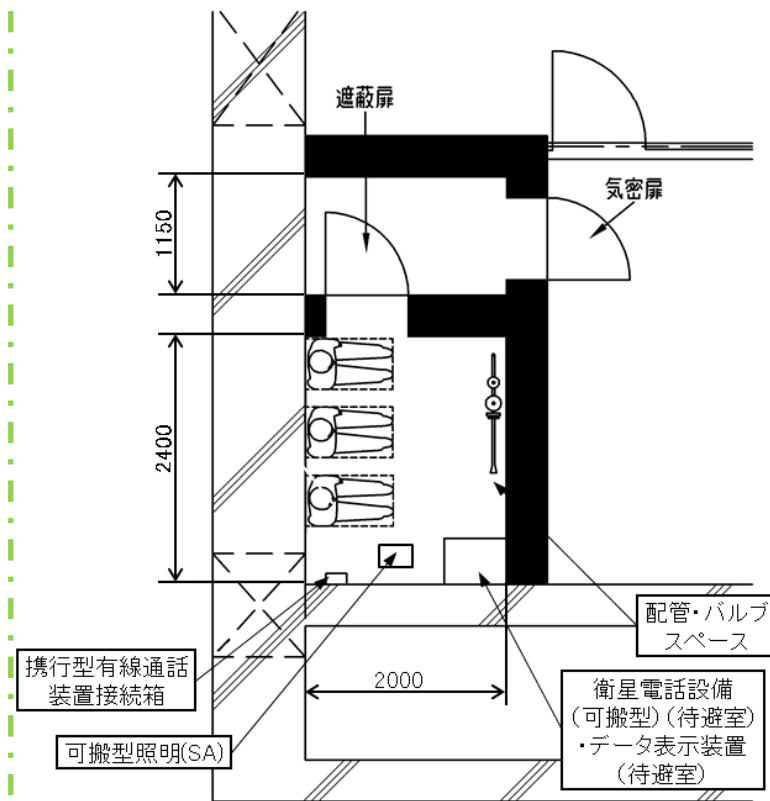 遮蔽扉
気密扉
1150
2400
配管・バルブ
スペース
携行型有線通話
装置接続箱
2000
衛星電話設備
(可搬型)(待避室)
・データ表示装置
(待避室)
可搬型照明(SA)